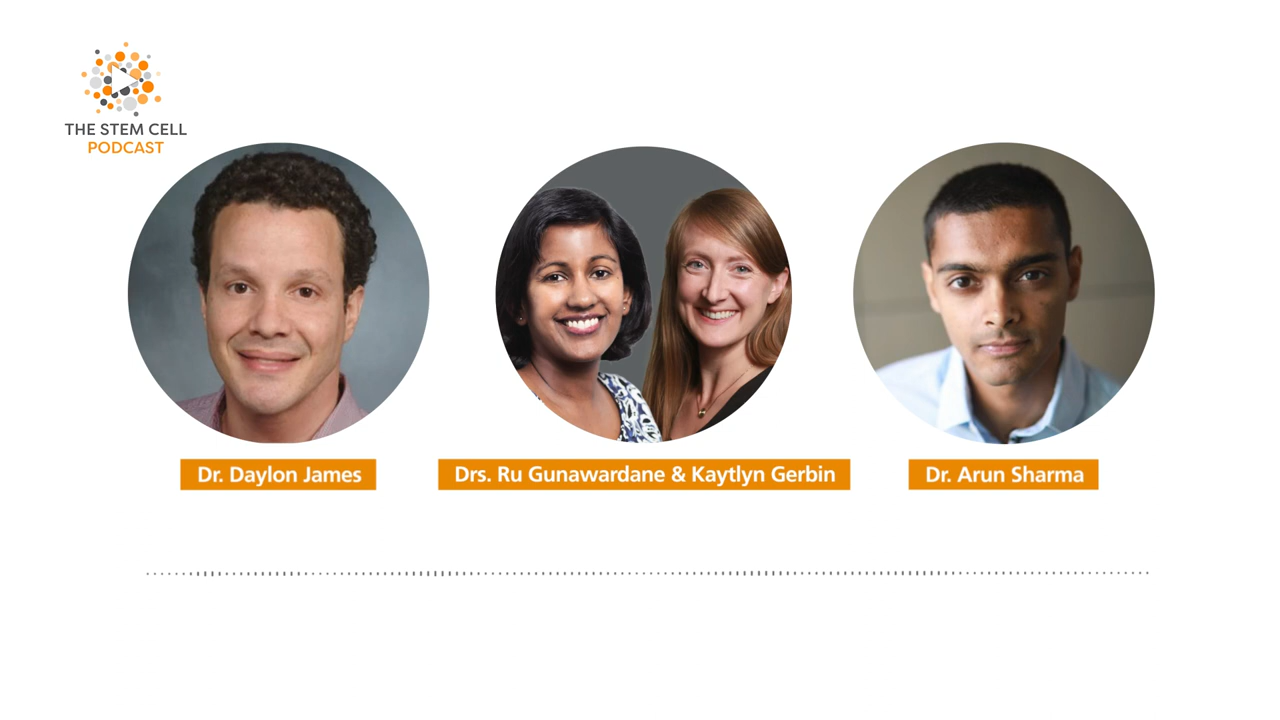 THE STEM CELL
PODCAST
Dr. Daylon James
Drs. Ru Gunawardane & Kaytlyn Gerbin
Dr. Arun Sharma